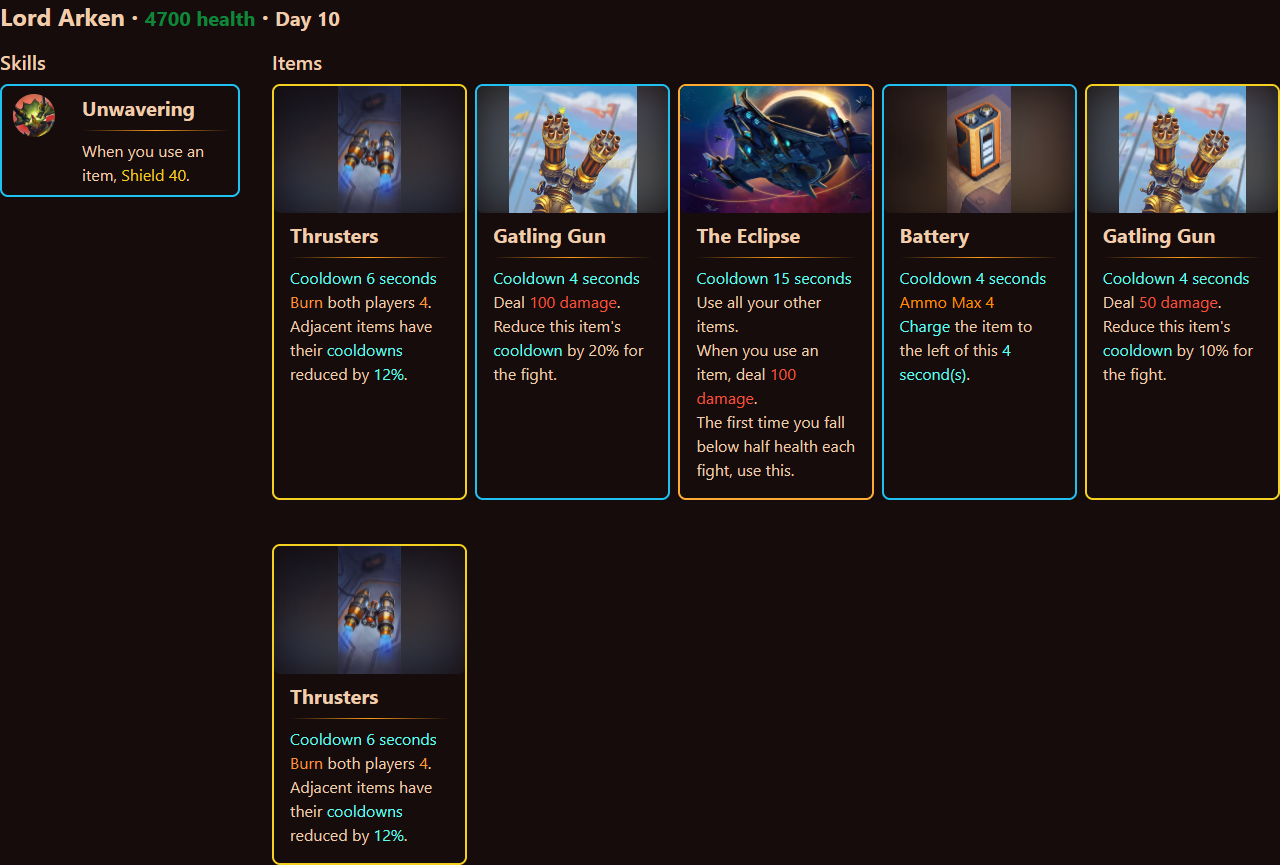 Lord Arken · 4700 health · Day 10
Skills
Items
Unwavering
When you use an
item, Shield 40.
Thrusters
Cooldown 6 seconds
Burn both players 4.
Adjacent items have
their cooldowns
reduced by 12%.
Gatling Gun
Cooldown 4 seconds
Deal 100 damage.
Reduce this item's
cooldown by 20% for
the fight.
The Eclipse
Cooldown 15 seconds
Use all your other
items.
When you use an
item, deal 100
damage.
The first time you fall
below half health each
fight, use this.
Battery
Cooldown 4 seconds
Ammo Max 4
Charge the item to
the left of this 4
second(s).
Gatling Gun
Cooldown 4 seconds
Deal 50 damage.
Reduce this item's
cooldown by 10% for
the fight.
Thrusters
Cooldown 6 seconds
Burn both players 4.
Adjacent items have
their cooldowns
reduced by 12%.